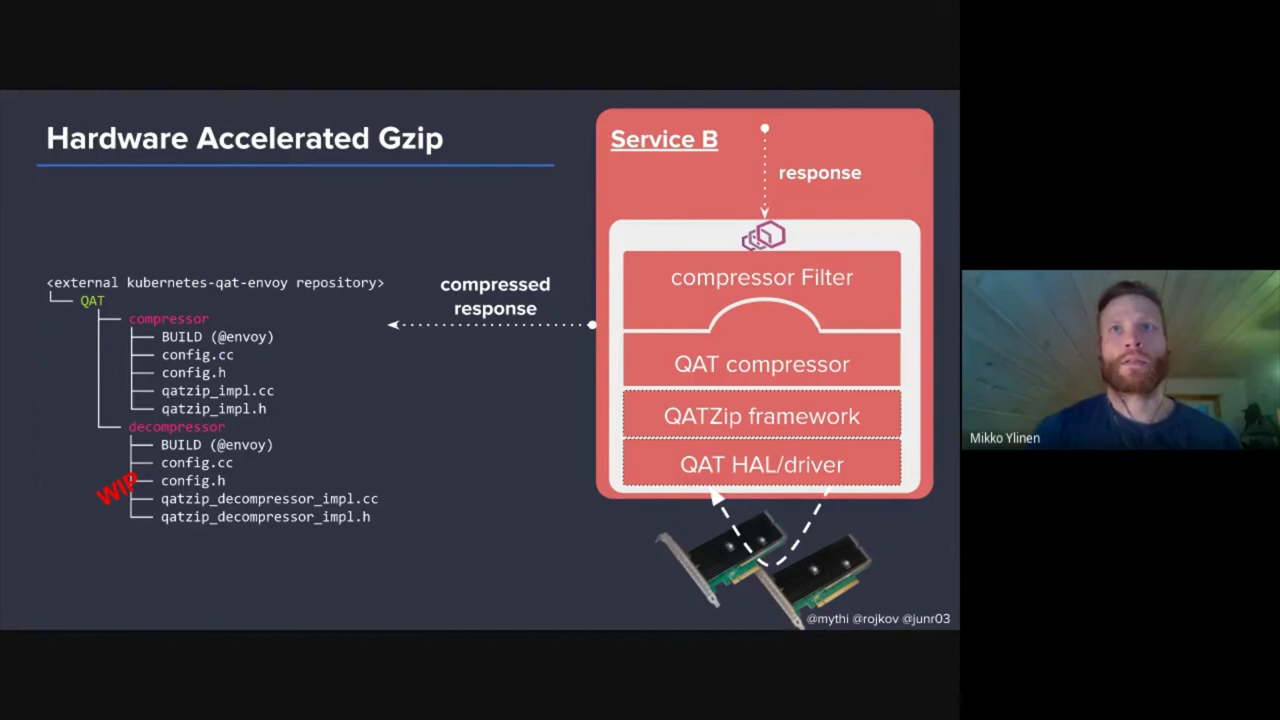 Hardware Accelerated Gzip
<external kubernetes-qat-envoy repository>
QAT
compressor
BUILD (@envoy)
config.cc
config.h
qatzip_impl.cc
qatzip_impl.h
decompressor
BUILD (@envoy)
config.cc
config.h
qatzip_decompressor_impl.cc
qatzip_decompressor_impl.h
WIP
compressed
response
Service B
response
compressor Filter
QAT compressor
QATZip framework
QAT HAL/driver
@mythi @rojkov @junr03
Mikko Ylinen